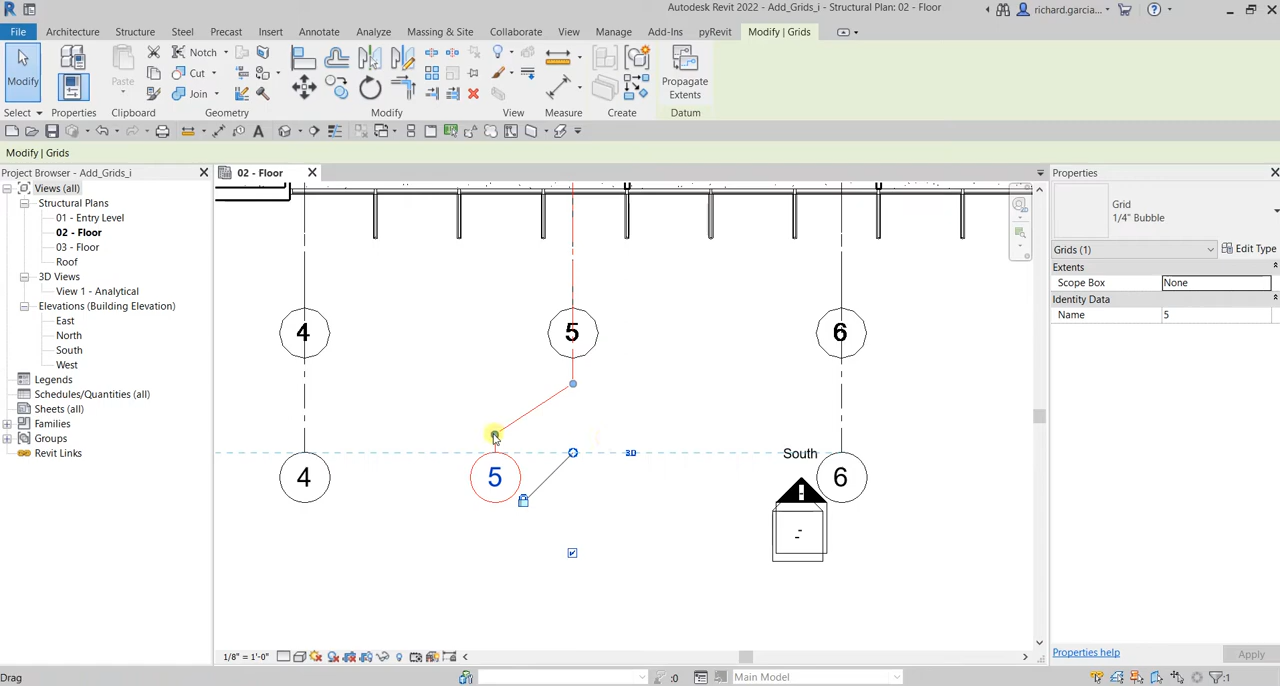 Autodesk Revit 2022 - Add_Grids_i - Structural Plan: 02 - Floor
richard.garcia...
File Architecture Structure Steel Precast Insert Annotate Analyze Massing & Site Collaborate View Manage Add-Ins pyRevit Modify | Grids
Modify
Paste
Notch
Cut
Join
Propagate
Extents
Select Properties Clipboard Geometry Modify View Measure Create Datum
Modify | Grids
Project Browser - Add_Grids_i
02 - Floor
Properties
Views (all)
Structural Plans
01 - Entry Level
02 - Floor
03 - Floor
Roof
3D Views
View 1 - Analytical
Elevations (Building Elevation)
East
North
South
West
Legends
Schedules/Quantities (all)
Sheets (all)
Families
Groups
Revit Links
4
5
6
3D
South
4
5
6
Grid
1/4" Bubble
Grids (1)
Edit Type
Extents
Scope Box None
Identity Data
Name 5
1/8" = 1'-0"
Properties help
Apply
Drag
:0
Main Model
:1